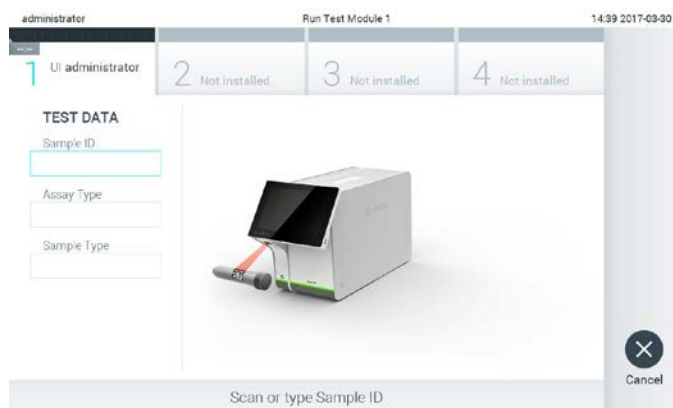 administrator Run Test Module 1 14:39 2017-03-30
1 UI administrator
2 Not installed
3 Not installed
4 Not installed
TEST DATA
Sample ID
Assay Type
Sample Type
Cancel
Scan or type Sample ID